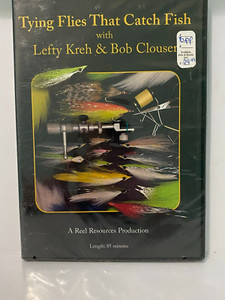 Tying Flies That Catch Fish
with
Lefty Kreh & Bob Clouser
A Reel Resources Production
Length: 85 minutes